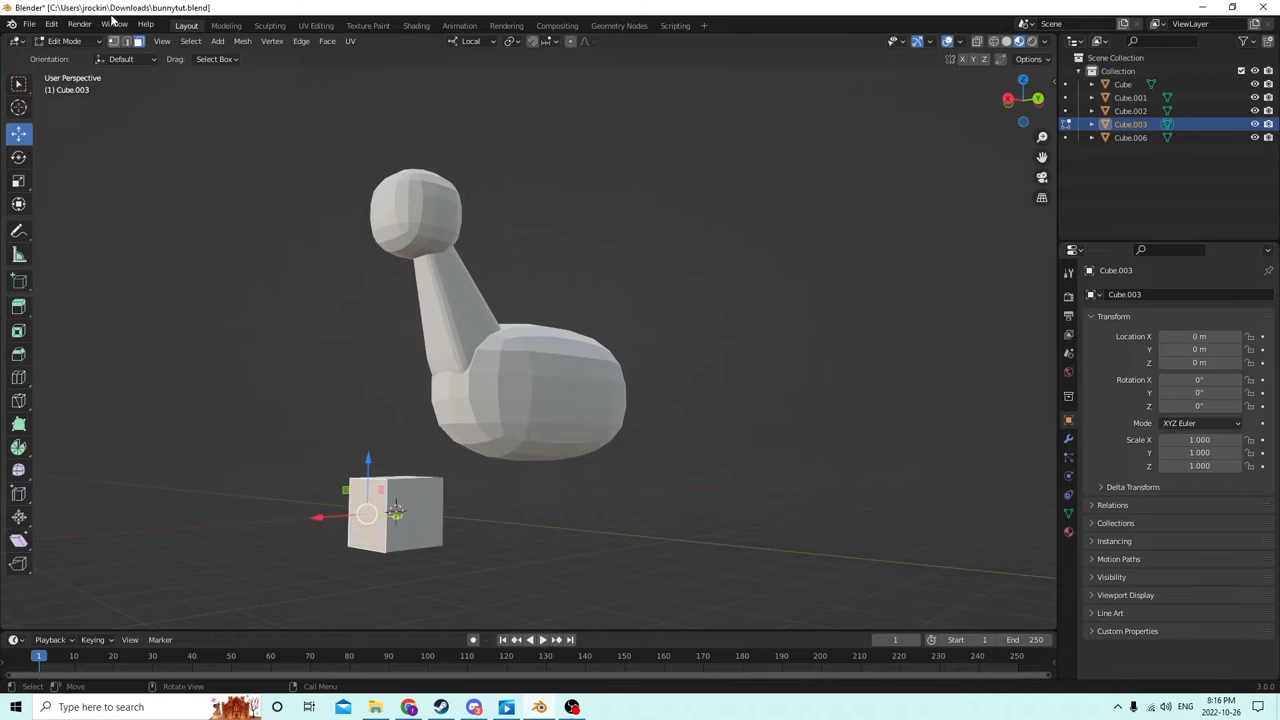 Blender* [C:\Users\jrockin\Downloads\bunnytut.blend]
File Edit Render Window Help Layout Modeling Sculpting UV Editing Texture Paint Shading Animation Rendering Compositing Geometry Nodes Scripting + Scene ViewLayer
Edit Mode View Select Add Mesh Vertex Edge Face UV Local
Orientation: Default Drag: Select Box X Y Z Options
User Perspective
(1) Cube.003
Z
X Y
Scene Collection
Collection
Cube
Cube.001
Cube.002
Cube.003
Cube.006
Cube.003
Cube.003
Transform
Location X 0 m
Y 0 m
Z 0 m
Rotation X 0°
Y 0°
Z 0°
Mode XYZ Euler
Scale X 1.000
Y 1.000
Z 1.000
Delta Transform
Relations
Collections
Instancing
Motion Paths
Visibility
Viewport Display
Line Art
Custom Properties
Playback Keying View Marker 1 Start 1 End 250
1 10 20 30 40 50 60 70 80 90 100 110 120 130 140 150 160 170 180 190 200 210 220 230 240 250
Select Move Rotate View Call Menu 3.0.0
Type here to search
8:16 PM
2022-10-26